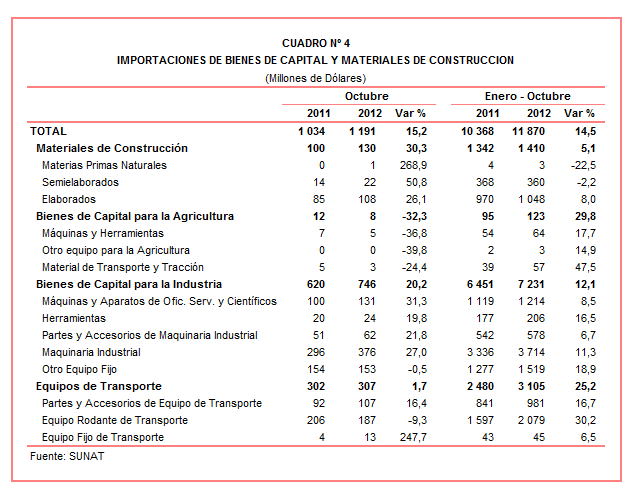 CUADRO Nº 4
IMPORTACIONES DE BIENES DE CAPITAL Y MATERIALES DE CONSTRUCCION
(Millones de Dólares)
Octubre Enero - Octubre
2011 2012 Var % 2011 2012 Var %
TOTAL 1 034 1 191 15,2 10 368 11 870 14,5
Materiales de Construcción 100 130 30,3 1 342 1 410 5,1
Materias Primas Naturales 0 1 268,9 4 3 -22,5
Semielaborados 14 22 50,8 368 360 -2,2
Elaborados 85 108 26,1 970 1 048 8,0
Bienes de Capital para la Agricultura 12 8 -32,3 95 123 29,8
Máquinas y Herramientas 7 5 -36,8 54 64 17,7
Otro equipo para la Agricultura 0 0 -39,8 2 3 14,9
Material de Transporte y Tracción 5 3 -24,4 39 57 47,5
Bienes de Capital para la Industria 620 746 20,2 6 451 7 231 12,1
Máquinas y Aparatos de Ofic. Serv. y Científicos 100 131 31,3 1 119 1 214 8,5
Herramientas 20 24 19,8 177 206 16,5
Partes y Accesorios de Maquinaria Industrial 51 62 21,8 542 578 6,7
Maquinaria Industrial 296 376 27,0 3 336 3 714 11,3
Otro Equipo Fijo 154 153 -0,5 1 277 1 519 18,9
Equipos de Transporte 302 307 1,7 2 480 3 105 25,2
Partes y Accesorios de Equipo de Transporte 92 107 16,4 841 981 16,7
Equipo Rodante de Transporte 206 187 -9,3 1 597 2 079 30,2
Equipo Fijo de Transporte 4 13 247,7 43 45 6,5
Fuente: SUNAT